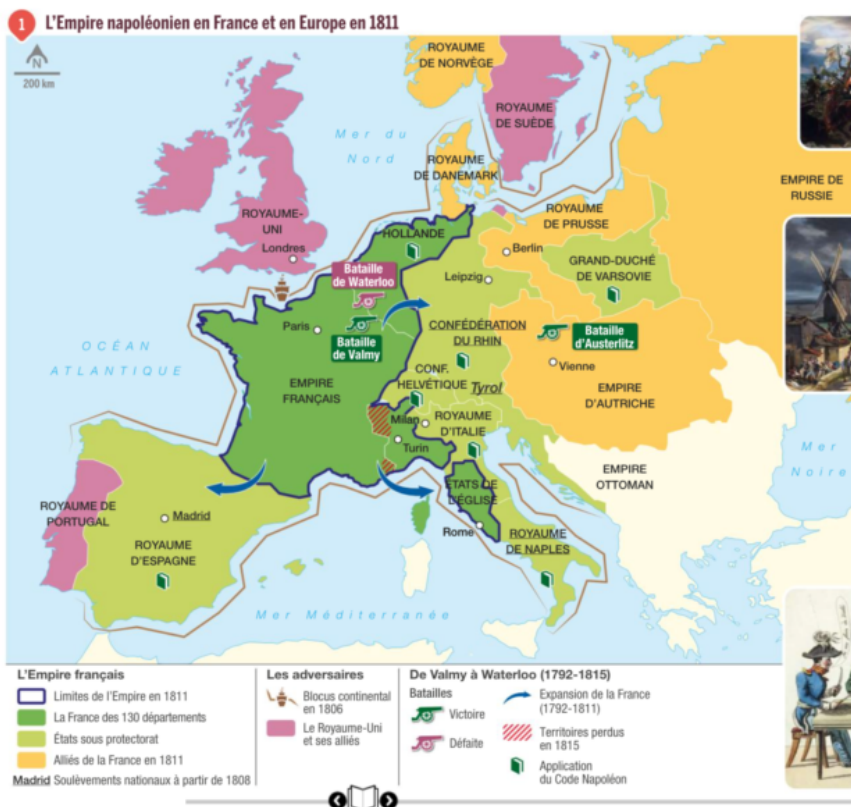 1 L'Empire napoléonien en France et en Europe en 1811
N
200 km
ROYAUME
DE NORVÈGE
ROYAUME
DE SUÈDE
Mer du
Nord
ROYAUME
DE DANEMARK
EMPIRE DE
RUSSIE
ROYAUME-
UNI
Londres
ROYAUME
DE PRUSSE
HOLLANDE
Berlin
GRAND-DUCHÉ
DE VARSOVIE
Bataille
de Waterloo
Leipzig
Paris
Bataille
de Valmy
CONFÉDÉRATION
DU RHIN
Bataille
d'Austerlitz
OCÉAN
ATLANTIQUE
Vienne
EMPIRE
FRANÇAIS
CONF.
HELVÉTIQUE
Tyrol
EMPIRE
D'AUTRICHE
Milan
ROYAUME
D'ITALIE
Turin
Mer
Noire
EMPIRE
OTTOMAN
ÉTATS DE
L'ÉGLISE
ROYAUME DE
PORTUGAL
Madrid
Rome
ROYAUME
D'ESPAGNE
ROYAUME
DE NAPLES
Mer Méditerranée
L'Empire français
Limites de l'Empire en 1811
La France des 130 départements
États sous protectorat
Alliés de la France en 1811
Madrid Soulèvements nationaux à partir de 1808
Les adversaires
Blocus continental
en 1806
Le Royaume-Uni
et ses alliés
De Valmy à Waterloo (1792-1815)
Batailles
Victoire
Défaite
Expansion de la France
(1792-1811)
Territoires perdus
en 1815
Application
du Code Napoléon